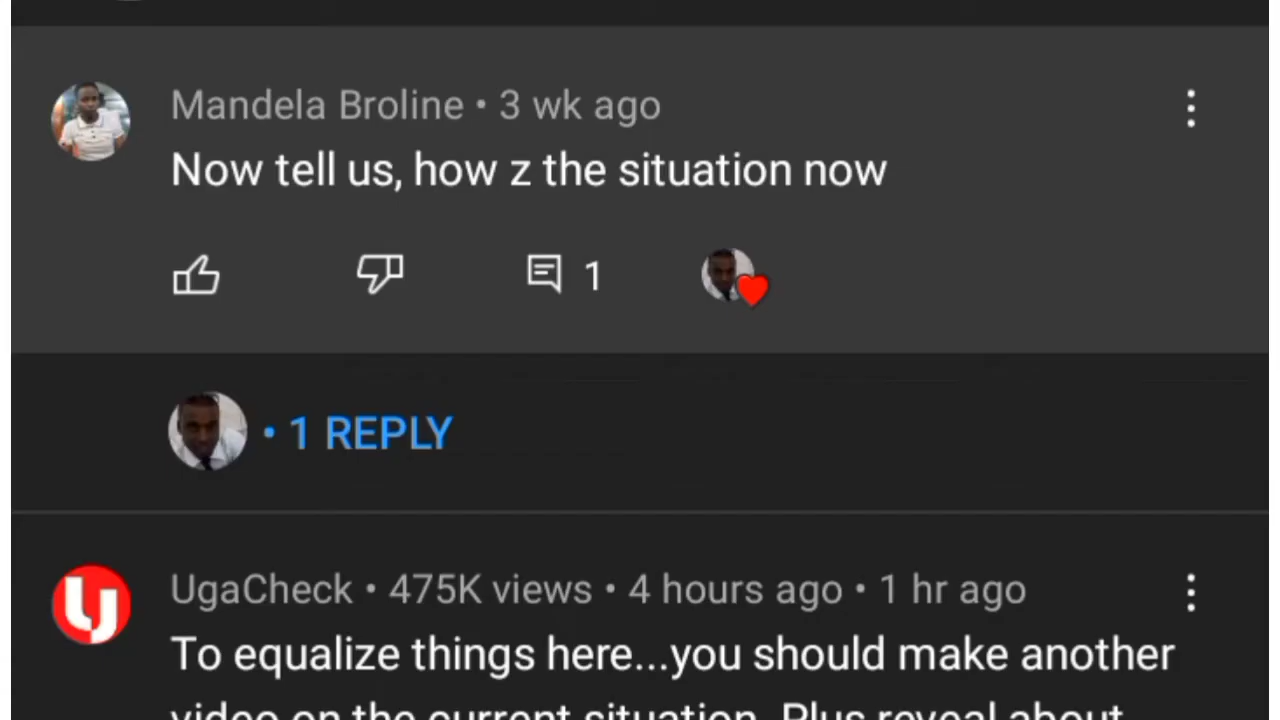 Mandela Broline • 3 wk ago
Now tell us, how z the situation now
1
• 1 REPLY
UgaCheck • 475K views • 4 hours ago • 1 hr ago
To equalize things here...you should make another
video on the current situation. Plus reveal about